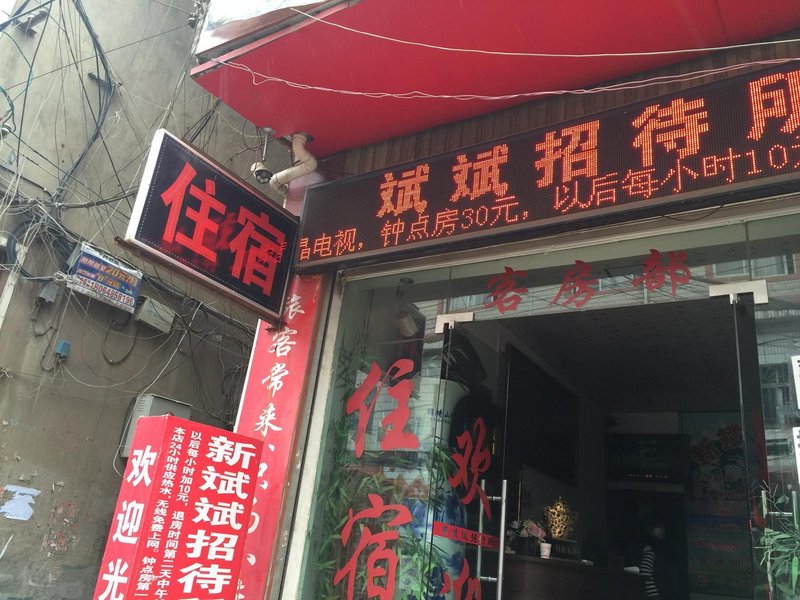 斌斌招待
晶电视，钟点房30元，以后每小时10
住宿
客房部
旅客常来
住宿
欢迎
新斌斌招待所
以后每小时加10元，退房时间第二天中午
本店24小时供应热水，无线免费上网。钟点房第一
欢迎光